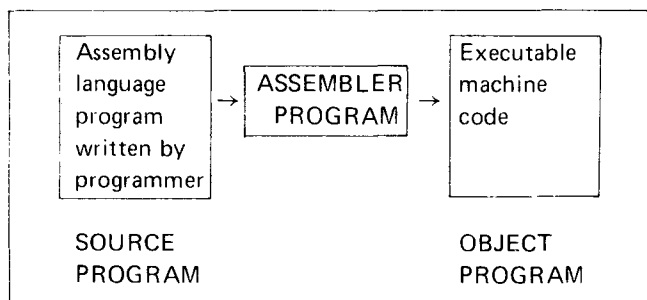 Assembly
language
program
written by
programmer
→
ASSEMBLER
PROGRAM
→
Executable
machine
code
SOURCE
PROGRAM
OBJECT
PROGRAM